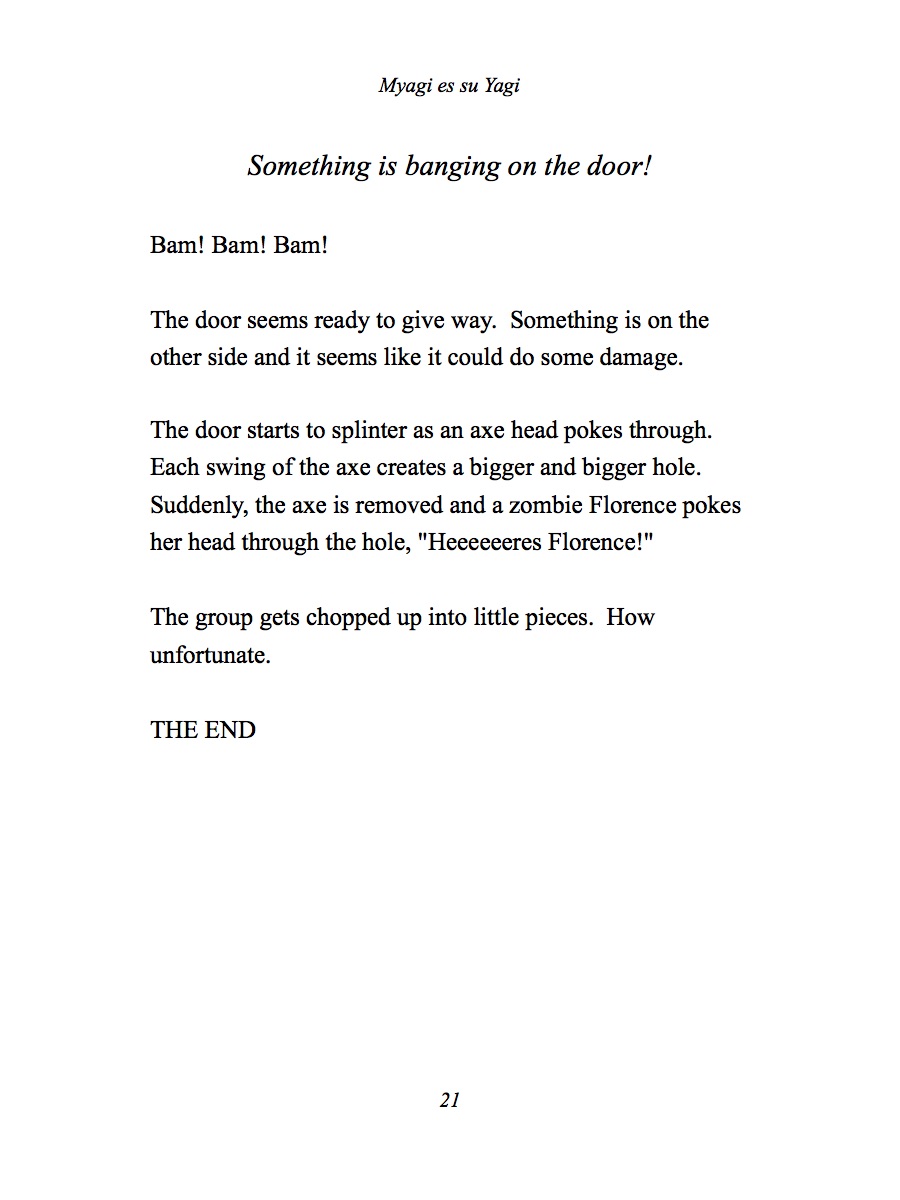 Myagi es su Yagi
Something is banging on the door!
Bam! Bam! Bam!
The door seems ready to give way.  Something is on the
other side and it seems like it could do some damage.
The door starts to splinter as an axe head pokes through.
Each swing of the axe creates a bigger and bigger hole.
Suddenly, the axe is removed and a zombie Florence pokes
her head through the hole, "Heeeeeeres Florence!"
The group gets chopped up into little pieces.  How
unfortunate.
THE END
21